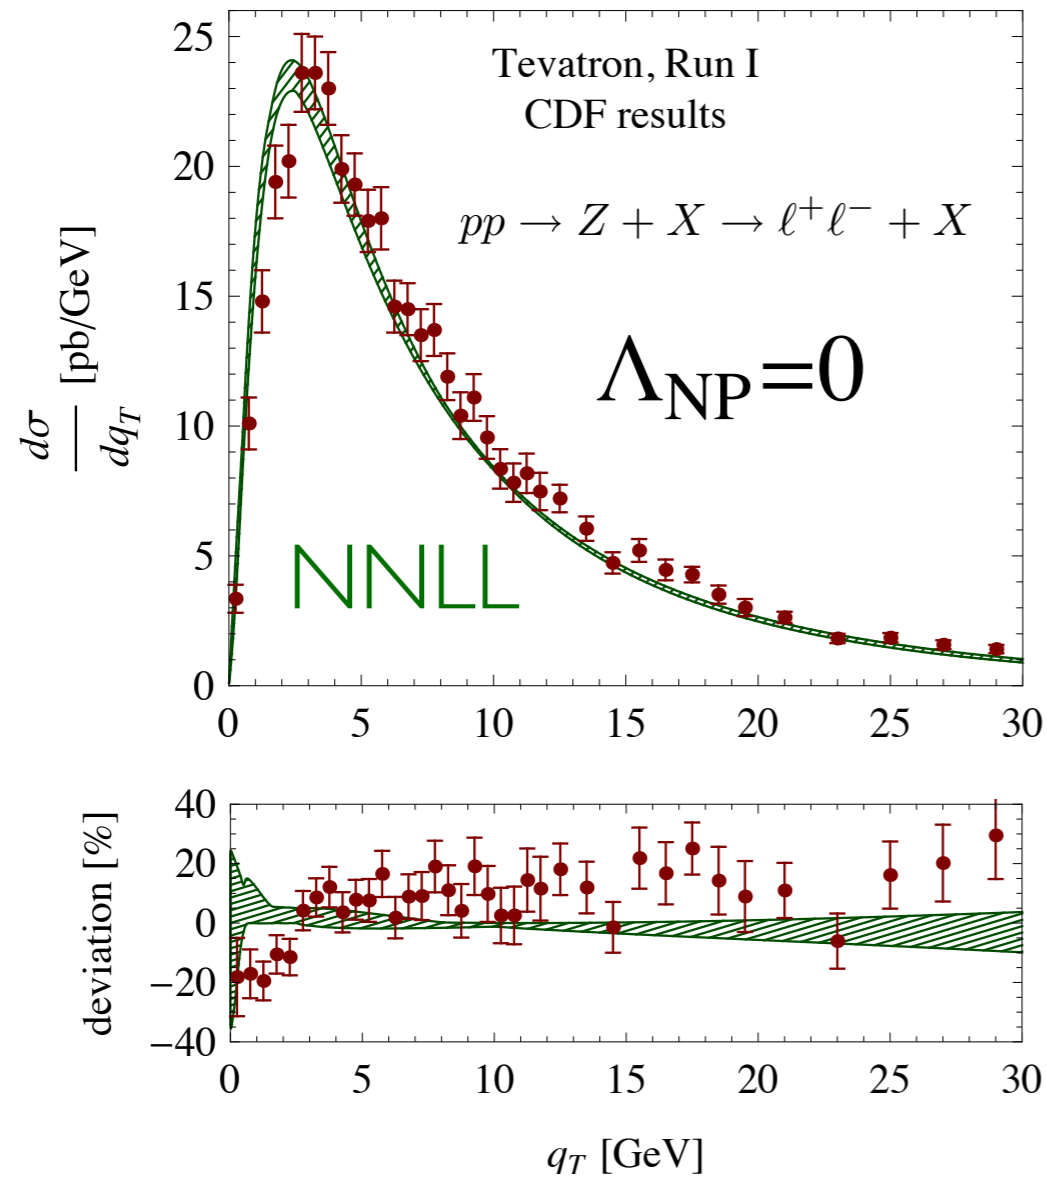 Tevatron, Run I
CDF results
pp → Z + X → ℓ⁺ℓ⁻ + X
Λ_NP=0
NNLL
dσ/dq_T [pb/GeV]
25
20
15
10
5
0
0 5 10 15 20 25 30
deviation [%]
40
20
0
−20
−40
0 5 10 15 20 25 30
q_T [GeV]